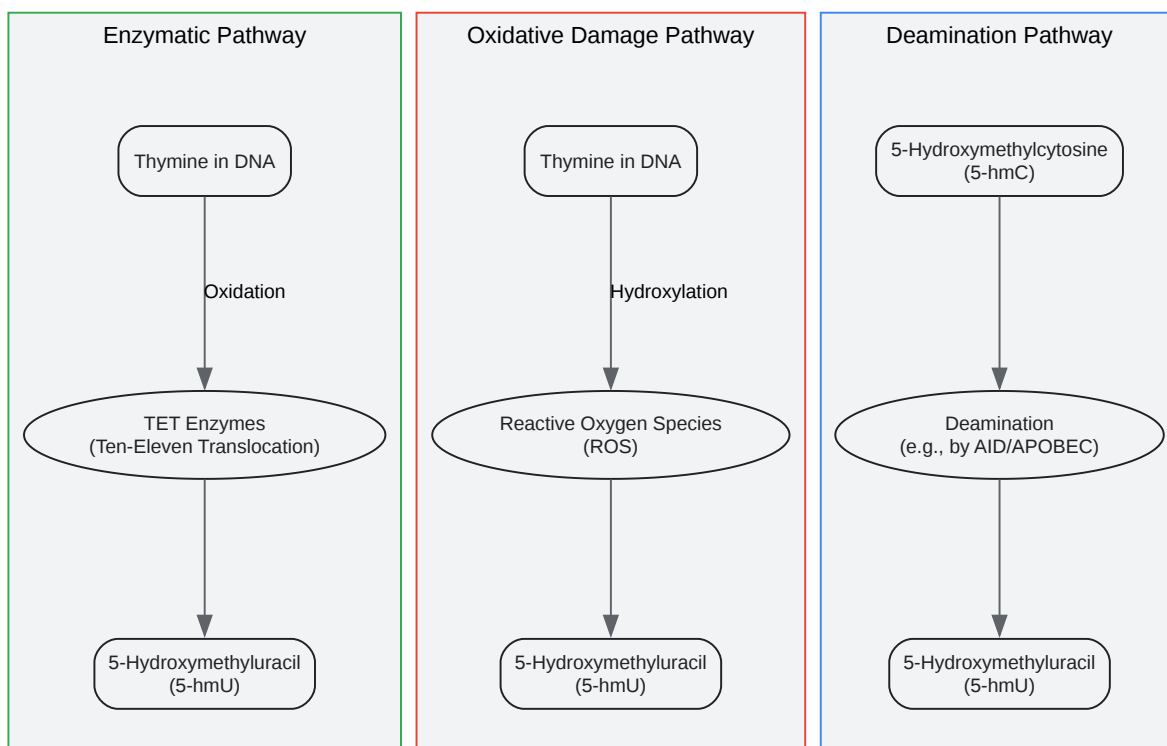 Enzymatic Pathway
Thymine in DNA
Oxidation
TET Enzymes
(Ten-Eleven Translocation)
5-Hydroxymethyluracil
(5-hmU)
Oxidative Damage Pathway
Thymine in DNA
Hydroxylation
Reactive Oxygen Species
(ROS)
5-Hydroxymethyluracil
(5-hmU)
Deamination Pathway
5-Hydroxymethylcytosine
(5-hmC)
Deamination
(e.g., by AID/APOBEC)
5-Hydroxymethyluracil
(5-hmU)